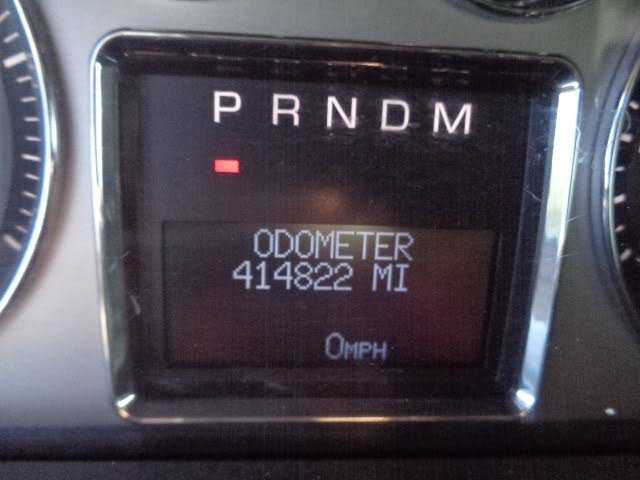 P R N D M
ODOMETER
414822 MI
0MPH